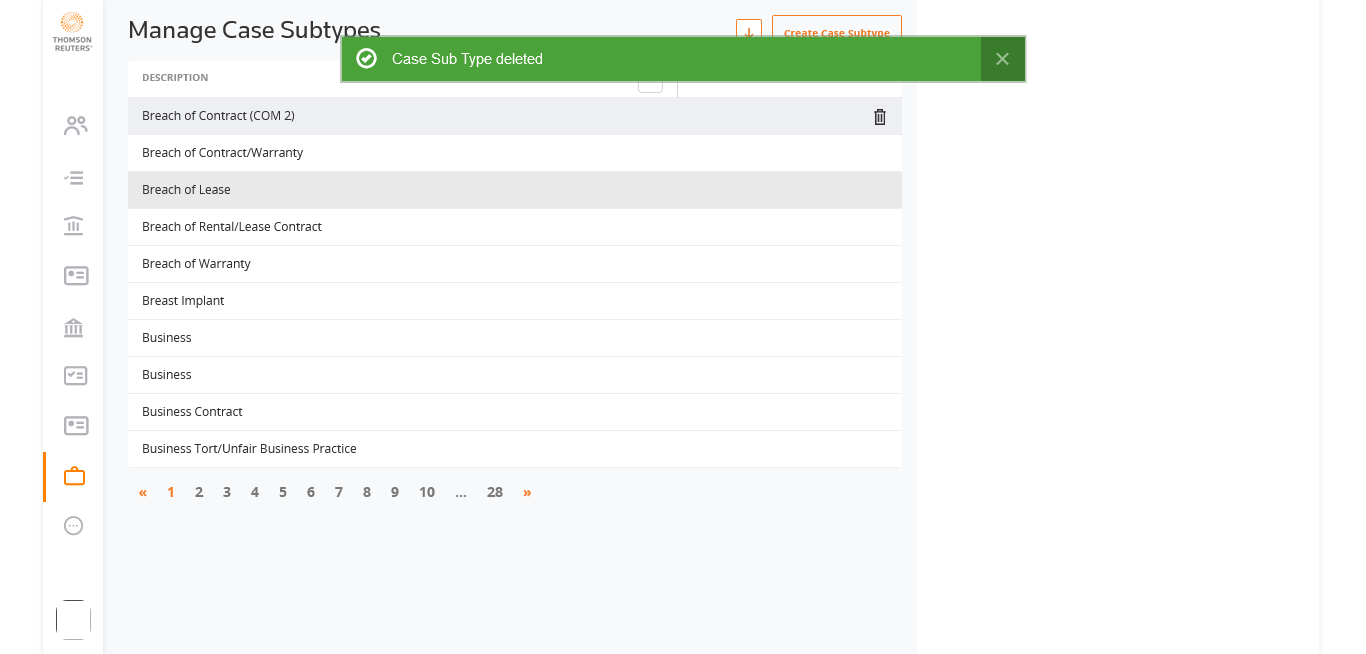 THOMSON
REUTERS
Manage Case Subtypes
Create Case Subtype
Case Sub Type deleted
DESCRIPTION
Breach of Contract (COM 2)
Breach of Contract/Warranty
Breach of Lease
Breach of Rental/Lease Contract
Breach of Warranty
Breast Implant
Business
Business
Business Contract
Business Tort/Unfair Business Practice
« 1 2 3 4 5 6 7 8 9 10 ... 28 »